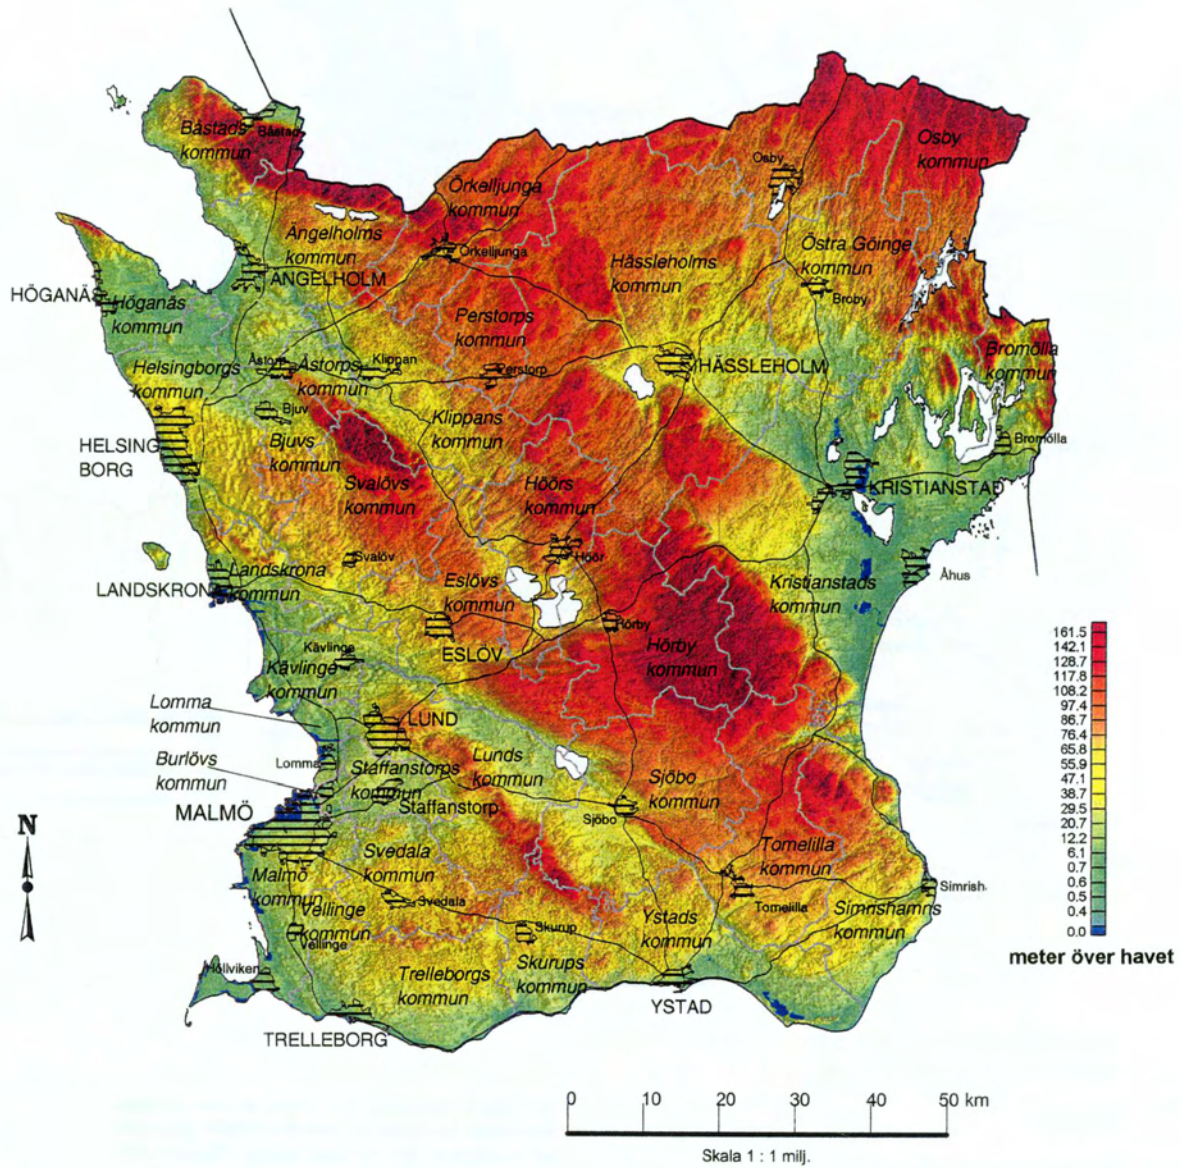 Båstads
kommun
Båstad
Osby
kommun
Osby
Örkelljunga
kommun
Örkelljunga
Ängelholms
kommun
ÄNGELHOLM
Östra Göinge
kommun
Broby
Hässleholms
kommun
HÖGANÄS
Höganäs
kommun
Perstorps
kommun
Perstorp
Bromölla
kommun
Bromölla
Helsingborgs
kommun
Åstorp
Åstorps
kommun
Klippan
HÄSSLEHOLM
Bjuv
Klippans
kommun
HELSING
BORG
Bjuvs
kommun
Svalövs
kommun
Höörs
kommun
KRISTIANSTAD
Svalöv
Höör
Åhus
LANDSKRONA
Landskrona
kommun
Eslövs
kommun
Kristianstads
kommun
ESLÖV
Hörby
Hörby
kommun
Kävlinge
Kävlinge
kommun
Lomma
kommun
LUND
Burlövs
kommun
Lomma
Staffanstorps
kommun
Lunds
kommun
Staffanstorp
Sjöbo
kommun
Sjöbo
MALMÖ
Svedala
kommun
Tomelilla
kommun
Malmö
kommun
Svedala
Tomelilla
Simrish.
Simrishamns
kommun
Vellinge
kommun
Vellinge
Skurup
Ystads
kommun
Höllviken
Trelleborgs
kommun
Skurups
kommun
YSTAD
TRELLEBORG
N
161.5
142.1
128.7
117.8
108.2
97.4
86.7
76.4
65.8
55.9
47.1
38.7
29.5
20.7
12.2
6.1
0.7
0.6
0.5
0.4
0.0
meter över havet
0 10 20 30 40 50 km
Skala 1 : 1 milj.